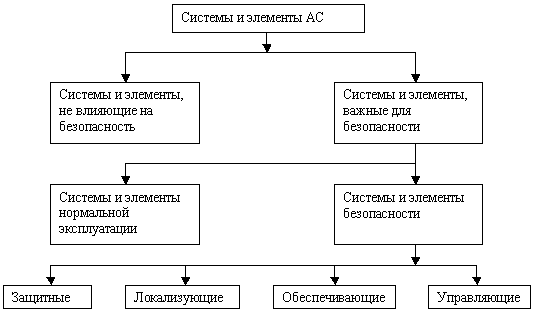 Системы и элементы АС
Системы и элементы,
не влияющие на
безопасность
Системы и элементы,
важные для
безопасности
Системы и элементы
нормальной
эксплуатации
Системы и элементы
безопасности
Защитные
Локализующие
Обеспечивающие
Управляющие